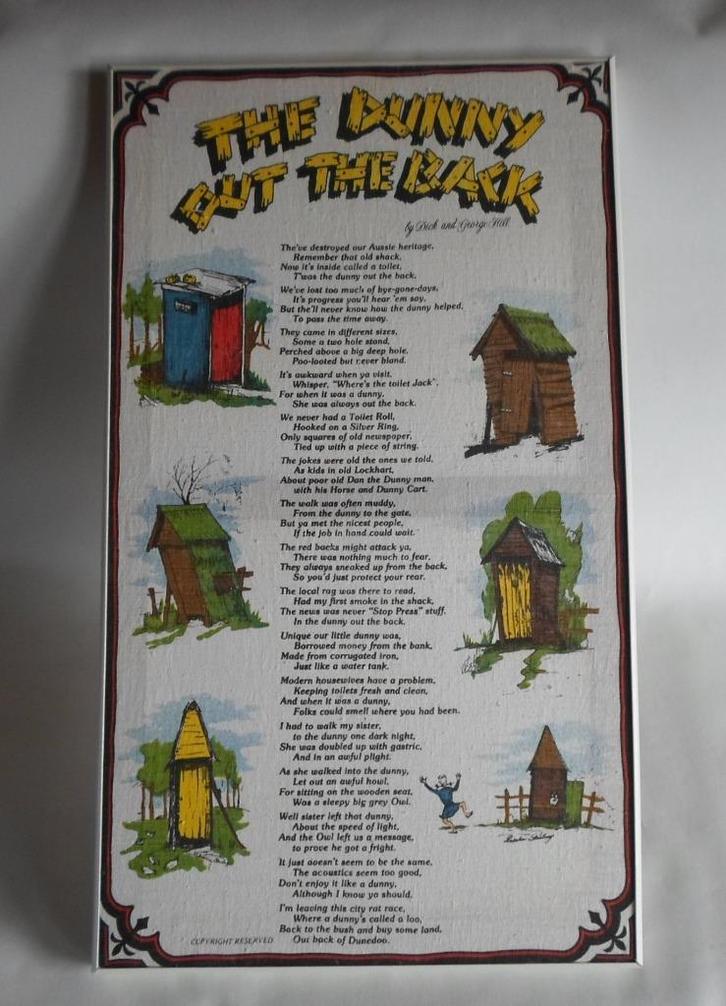 THE DUNNY
OUT THE BACK
by Dick and George Hill
The've destroyed our Aussie heritage,
Remember that old shack,
Now it's inside called a toilet,
T'was the dunny out the back.
We've lost too much of bye-gone-days,
It's progress you'll hear 'em say,
But the'll never know how the dunny helped,
To pass the time away.
They came in different sizes,
Some a two hole stand,
Perched above a big deep hole,
Poo-looted but never bland.
It's awkward when ya visit,
Whisper, "Where's the toilet Jack",
For when it was a dunny,
She was always out the back.
We never had a Toilet Roll,
Hooked on a Silver Ring,
Only squares of old newspaper,
Tied up with a piece of string.
The jokes were old the ones we told,
As kids in old Lockhart,
About poor old Dan the Dunny man,
with his Horse and Dunny Cart.
The walk was often muddy,
From the dunny to the gate,
But ya met the nicest people,
If the job in hand could wait.
The red backs might attack ya,
There was nothing much to fear,
They always sneaked up from the back,
So you'd just protect your rear.
The local rag was there to read,
Had my first smoke in the shack,
The news was never "Stop Press" stuff,
In the dunny out the back.
Unique our little dunny was,
Borrowed money from the bank,
Made from corrugated iron,
Just like a water tank.
Modern housewives have a problem,
Keeping toilets fresh and clean,
And when it was a dunny,
Folks could smell where you had been.
I had to walk my sister,
to the dunny one dark night,
She was doubled up with gastric,
And in an awful plight.
As she walked into the dunny,
Let out an awful howl,
For sitting on the wooden seat,
Was a sleepy big grey Owl.
Well sister left that dunny,
About the speed of light,
And the Owl left us a message,
to prove he got a fright.
It just doesn't seem to be the same,
The acoustics seem too good,
Don't enjoy it like a dunny,
Although I know ya should.
I'm leaving this city rat race,
Where a dunny's called a loo,
Back to the bush and buy some land,
Out back of Dunedoo.
COPYRIGHT RESERVED